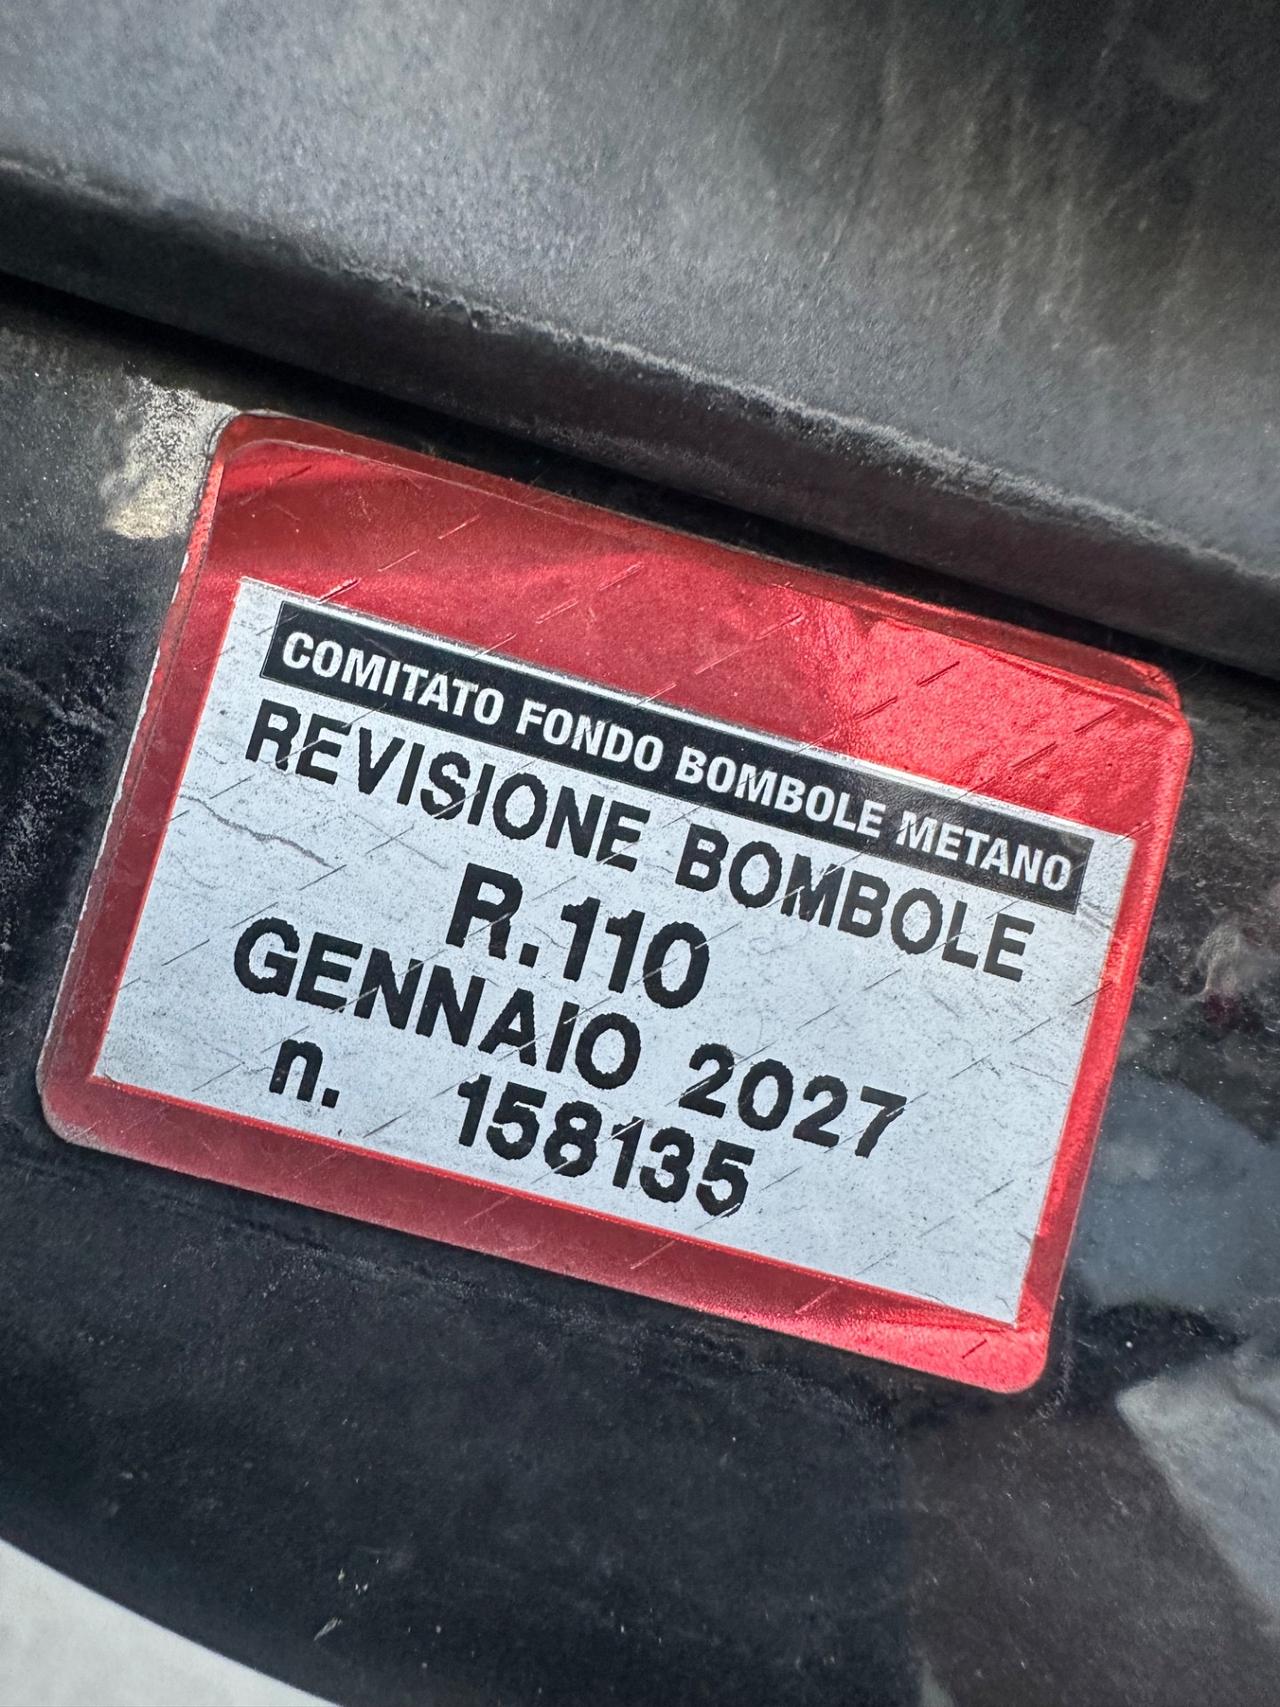 COMITATO FONDO BOMBOLE METANO
REVISIONE BOMBOLE
R.110
GENNAIO 2027
n. 158135